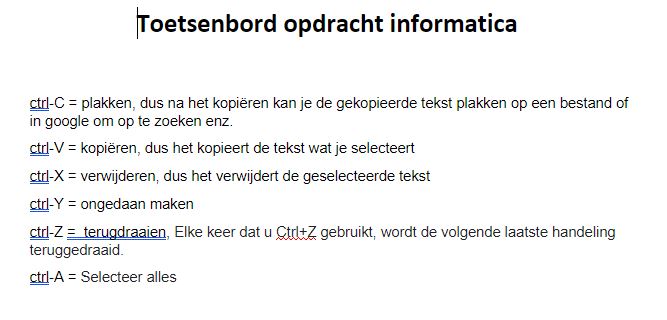 Toetsenbord opdracht informatica
ctrl-C = plakken, dus na het kopiëren kan je de gekopieerde tekst plakken op een bestand of
in google om op te zoeken enz.
ctrl-V = kopiëren, dus het kopieert de tekst wat je selecteert
ctrl-X = verwijderen, dus het verwijdert de geselecteerde tekst
ctrl-Y = ongedaan maken
ctrl-Z =  terugdraaien, Elke keer dat u Ctrl+Z gebruikt, wordt de volgende laatste handeling
teruggedraaid.
ctrl-A = Selecteer alles